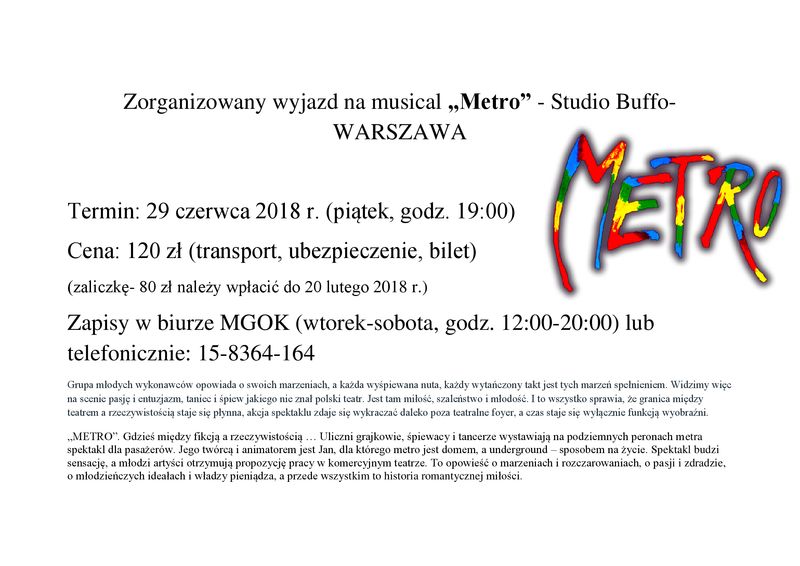 Zorganizowany wyjazd na musical „Metro” - Studio Buffo-
WARSZAWA
METRO
Termin: 29 czerwca 2018 r. (piątek, godz. 19:00)
Cena: 120 zł (transport, ubezpieczenie, bilet)
(zaliczkę- 80 zł należy wpłacić do 20 lutego 2018 r.)
Zapisy w biurze MGOK (wtorek-sobota, godz. 12:00-20:00) lub
telefonicznie: 15-8364-164
Grupa młodych wykonawców opowiada o swoich marzeniach, a każda wyśpiewana nuta, każdy wytańczony takt jest tych marzeń spełnieniem. Widzimy więc
na scenie pasję i entuzjazm, taniec i śpiew jakiego nie znał polski teatr. Jest tam miłość, szaleństwo i młodość. I to wszystko sprawia, że granica między
teatrem a rzeczywistością staje się płynna, akcja spektaklu zdaje się wykraczać daleko poza teatralne foyer, a czas staje się wyłącznie funkcją wyobraźni.
„METRO”. Gdzieś między fikcją a rzeczywistością … Uliczni grajkowie, śpiewacy i tancerze wystawiają na podziemnych peronach metra
spektakl dla pasażerów. Jego twórcą i animatorem jest Jan, dla którego metro jest domem, a underground – sposobem na życie. Spektakl budzi
sensację, a młodzi artyści otrzymują propozycję pracy w komercyjnym teatrze. To opowieść o marzeniach i rozczarowaniach, o pasji i zdradzie,
o młodzieńczych ideałach i władzy pieniądza, a przede wszystkim to historia romantycznej miłości.